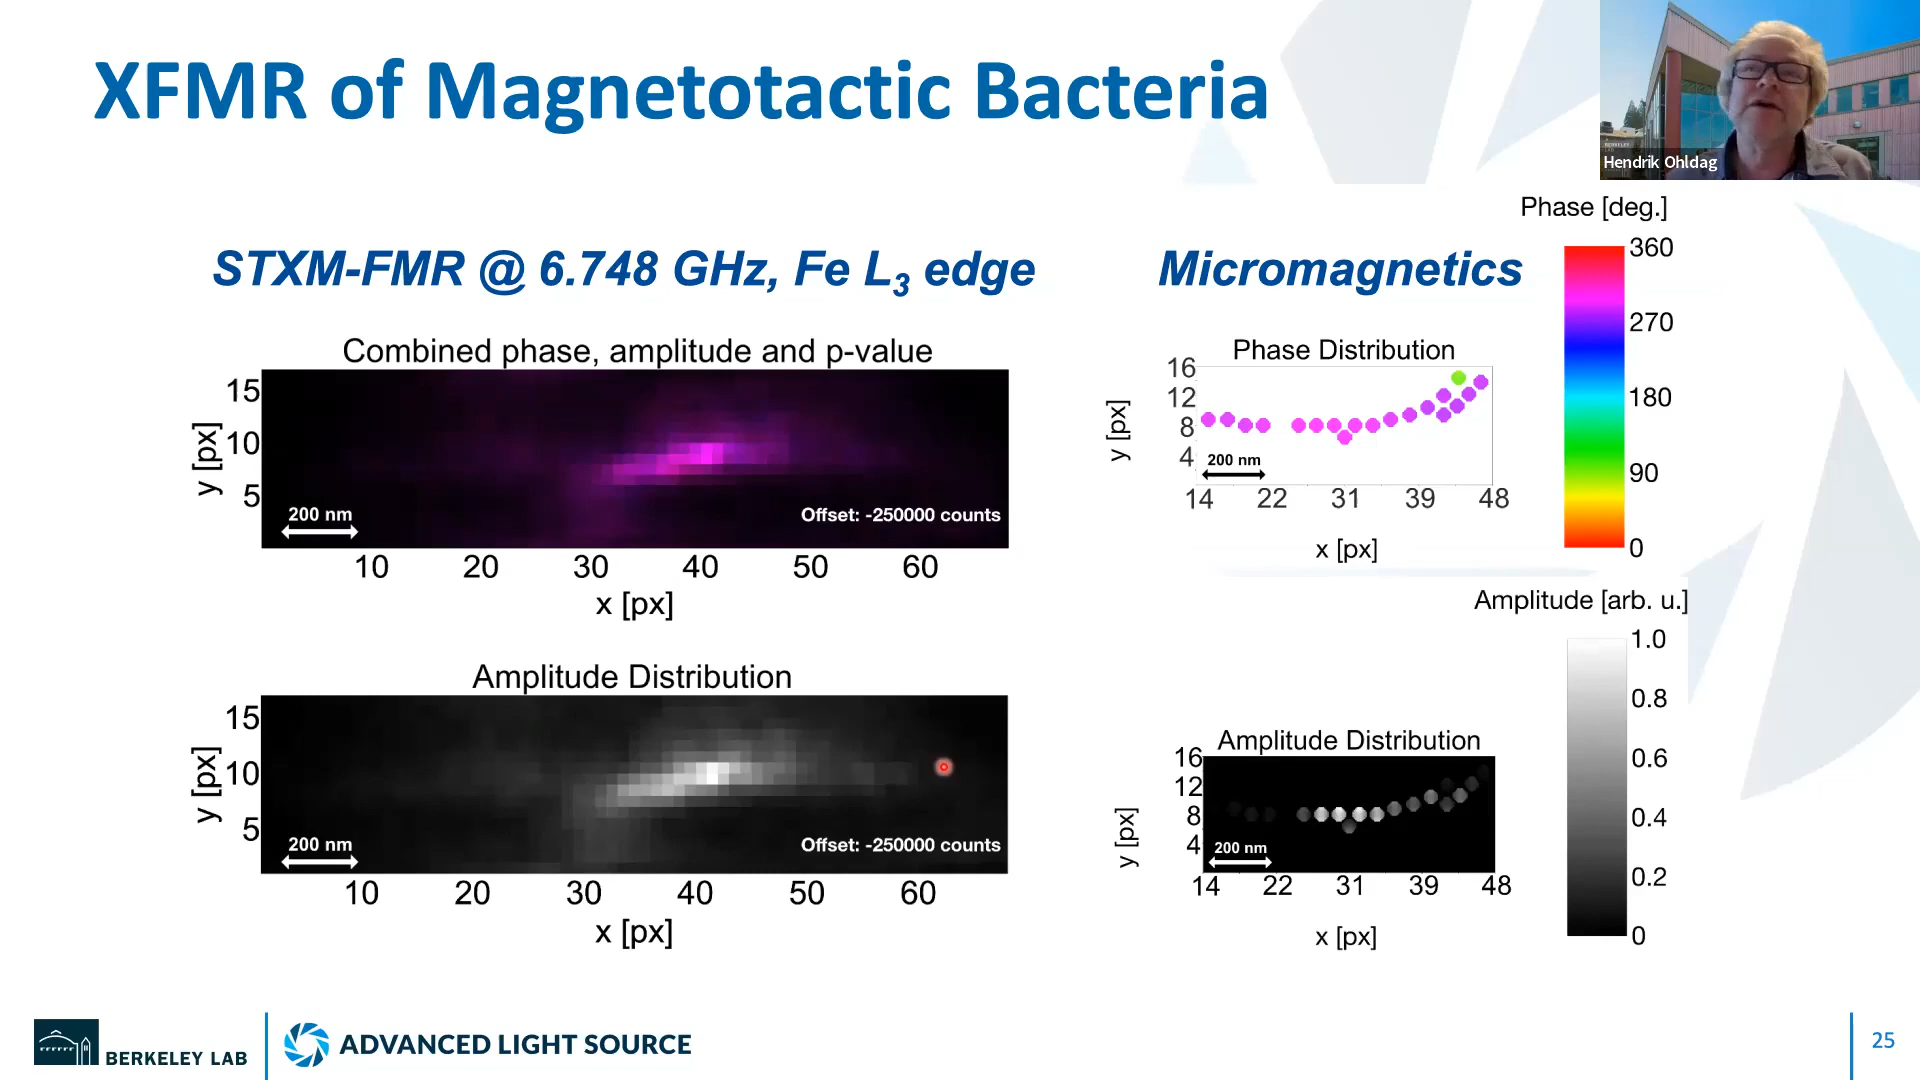 XFMR of Magnetotactic Bacteria
Hendrik Ohldag
STXM-FMR @ 6.748 GHz, Fe L3 edge
Micromagnetics
Phase [deg.]
360
270
180
90
0
Combined phase, amplitude and p-value
15
10
5
y [px]
200 nm
Offset: -250000 counts
10 20 30 40 50 60
x [px]
Phase Distribution
16
12
8
4
y [px]
200 nm
14 22 31 39 48
x [px]
Amplitude [arb. u.]
1.0
0.8
0.6
0.4
0.2
0
Amplitude Distribution
15
10
5
y [px]
200 nm
Offset: -250000 counts
10 20 30 40 50 60
x [px]
Amplitude Distribution
16
12
8
4
y [px]
200 nm
14 22 31 39 48
x [px]
BERKELEY LAB
ADVANCED LIGHT SOURCE
25